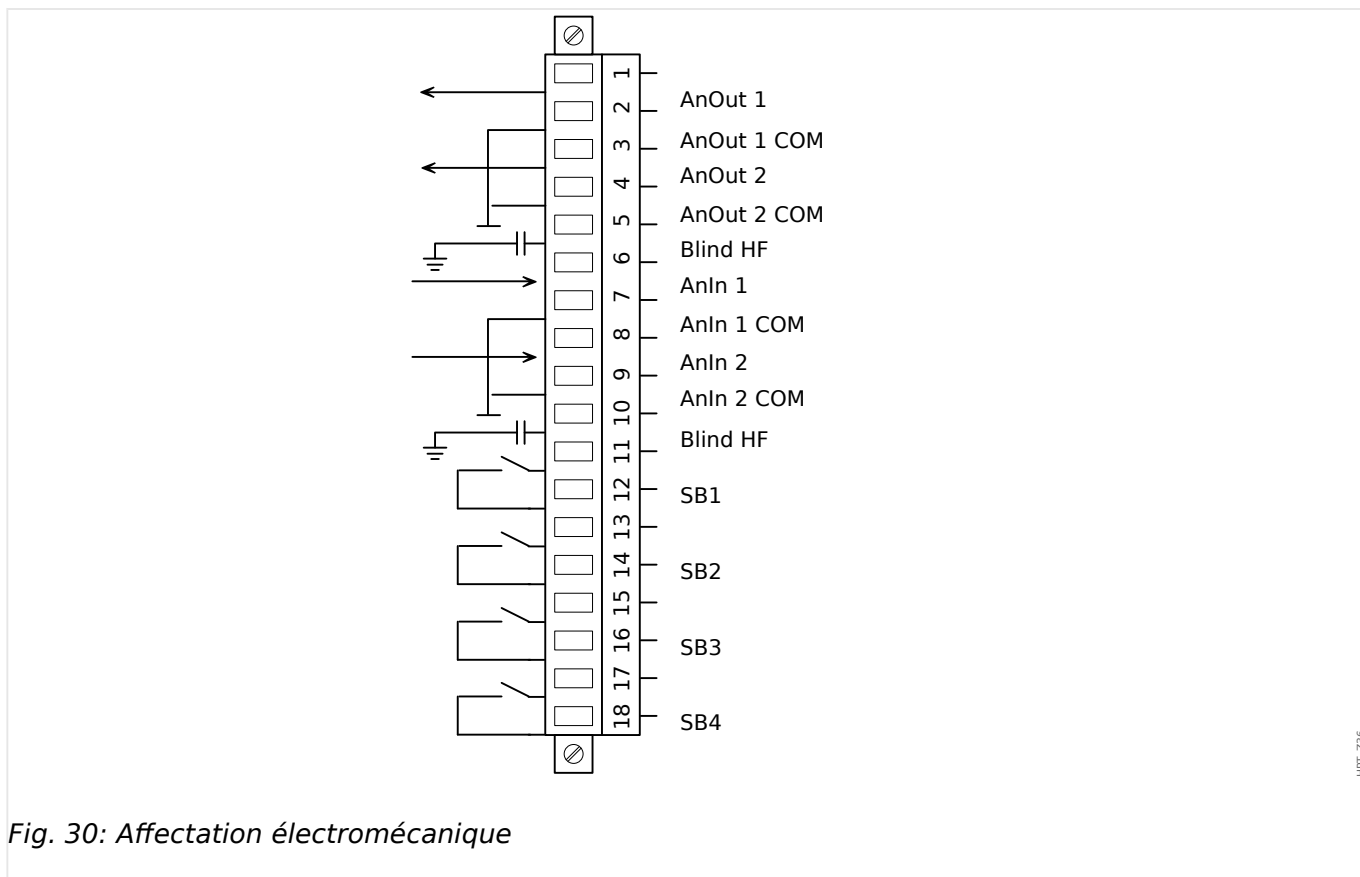 1
2
AnOut 1
3
AnOut 1 COM
4
AnOut 2
5
AnOut 2 COM
6
Blind HF
7
AnIn 1
8
AnIn 1 COM
9
AnIn 2
10
AnIn 2 COM
11
Blind HF
12
SB1
13
14
SB2
15
16
SB3
17
18
SB4
Fig. 30: Affectation électromécanique